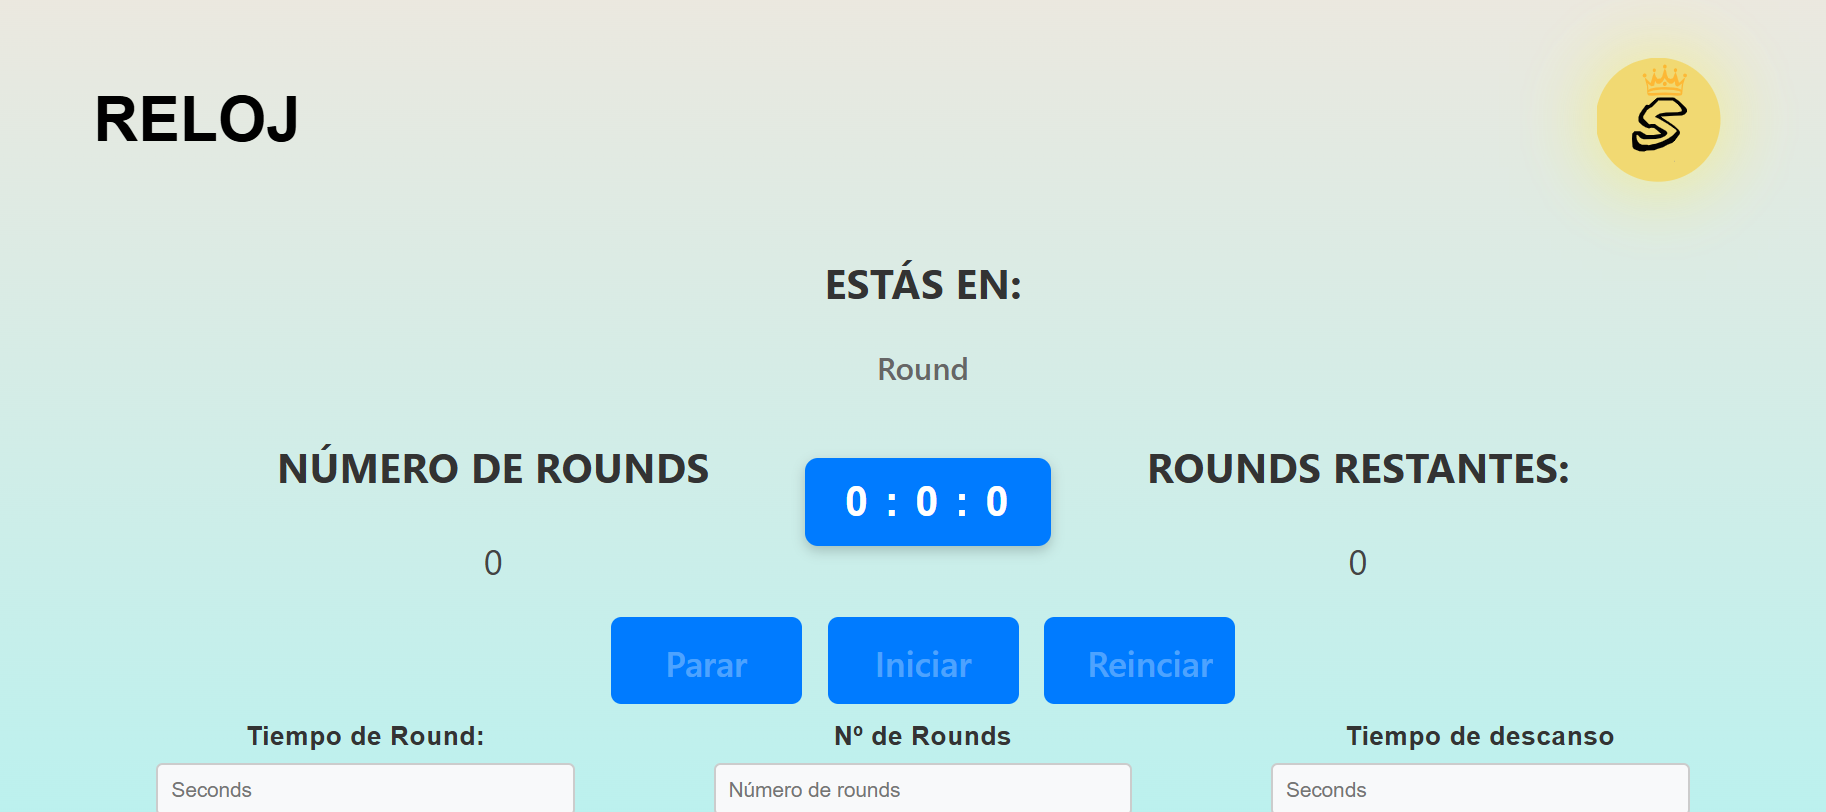 RELOJ
S
ESTÁS EN:
Round
NÚMERO DE ROUNDS
0 : 0 : 0
ROUNDS RESTANTES:
0
0
Parar
Iniciar
Reinciar
Tiempo de Round:
Nº de Rounds
Tiempo de descanso
Seconds
Número de rounds
Seconds